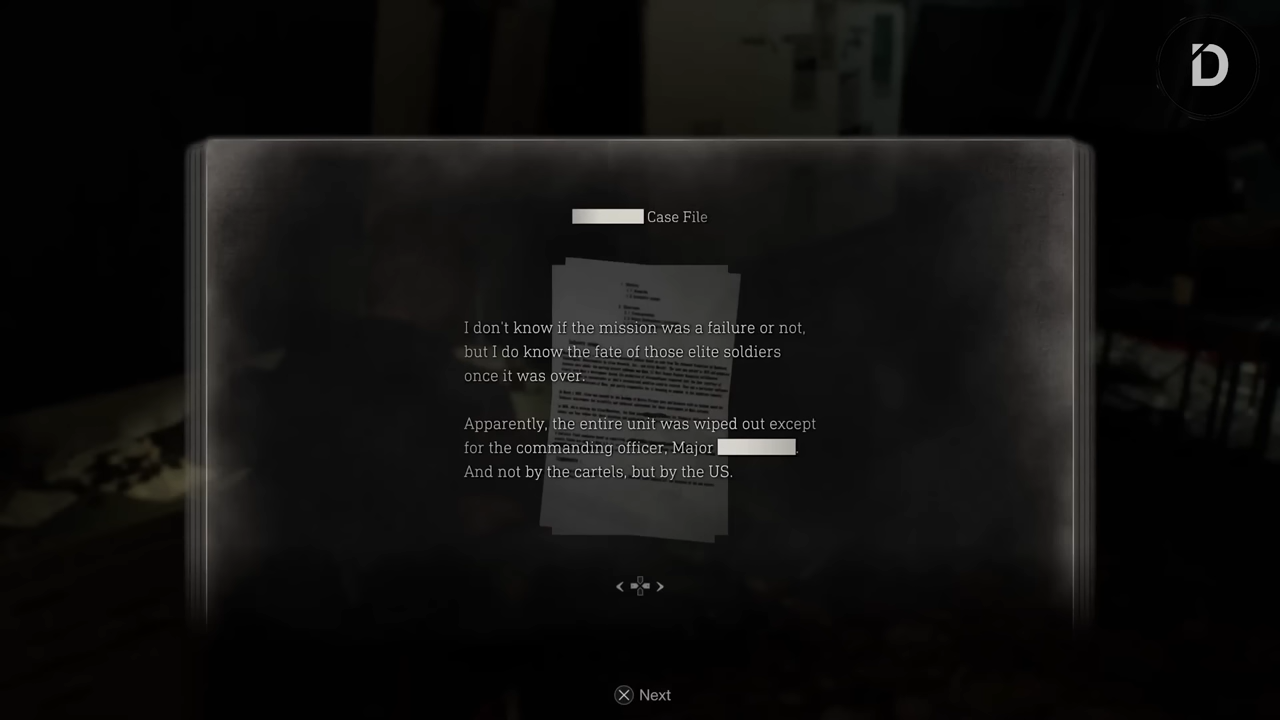 D
Case File
I don't know if the mission was a failure or not,
but I do know the fate of those elite soldiers
once it was over.
Apparently, the entire unit was wiped out except
for the commanding officer, Major .
And not by the cartels, but by the US.
Next